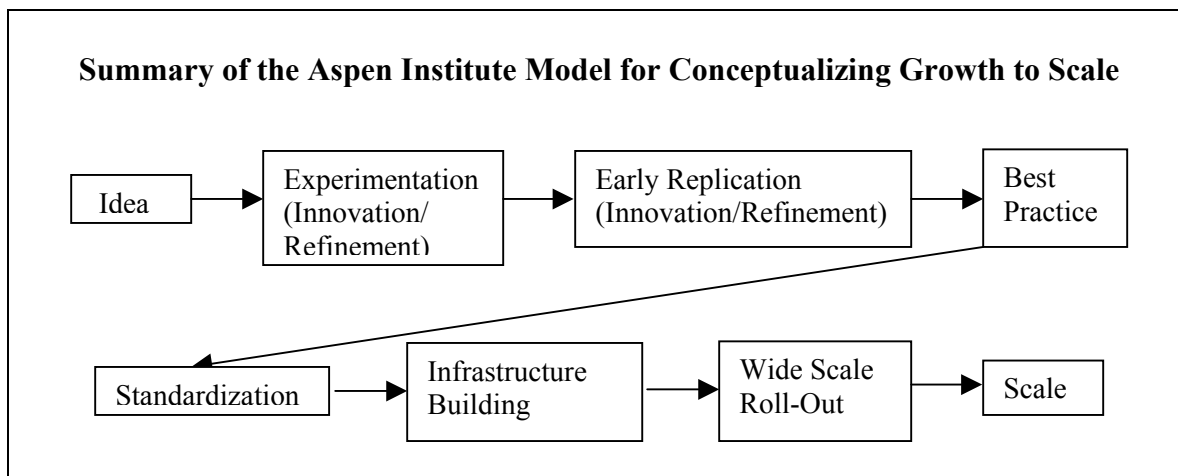 Summary of the Aspen Institute Model for Conceptualizing Growth to Scale
Idea
Experimentation
(Innovation/
Refinement)
Early Replication
(Innovation/Refinement)
Best
Practice
Standardization
Infrastructure
Building
Wide Scale
Roll-Out
Scale